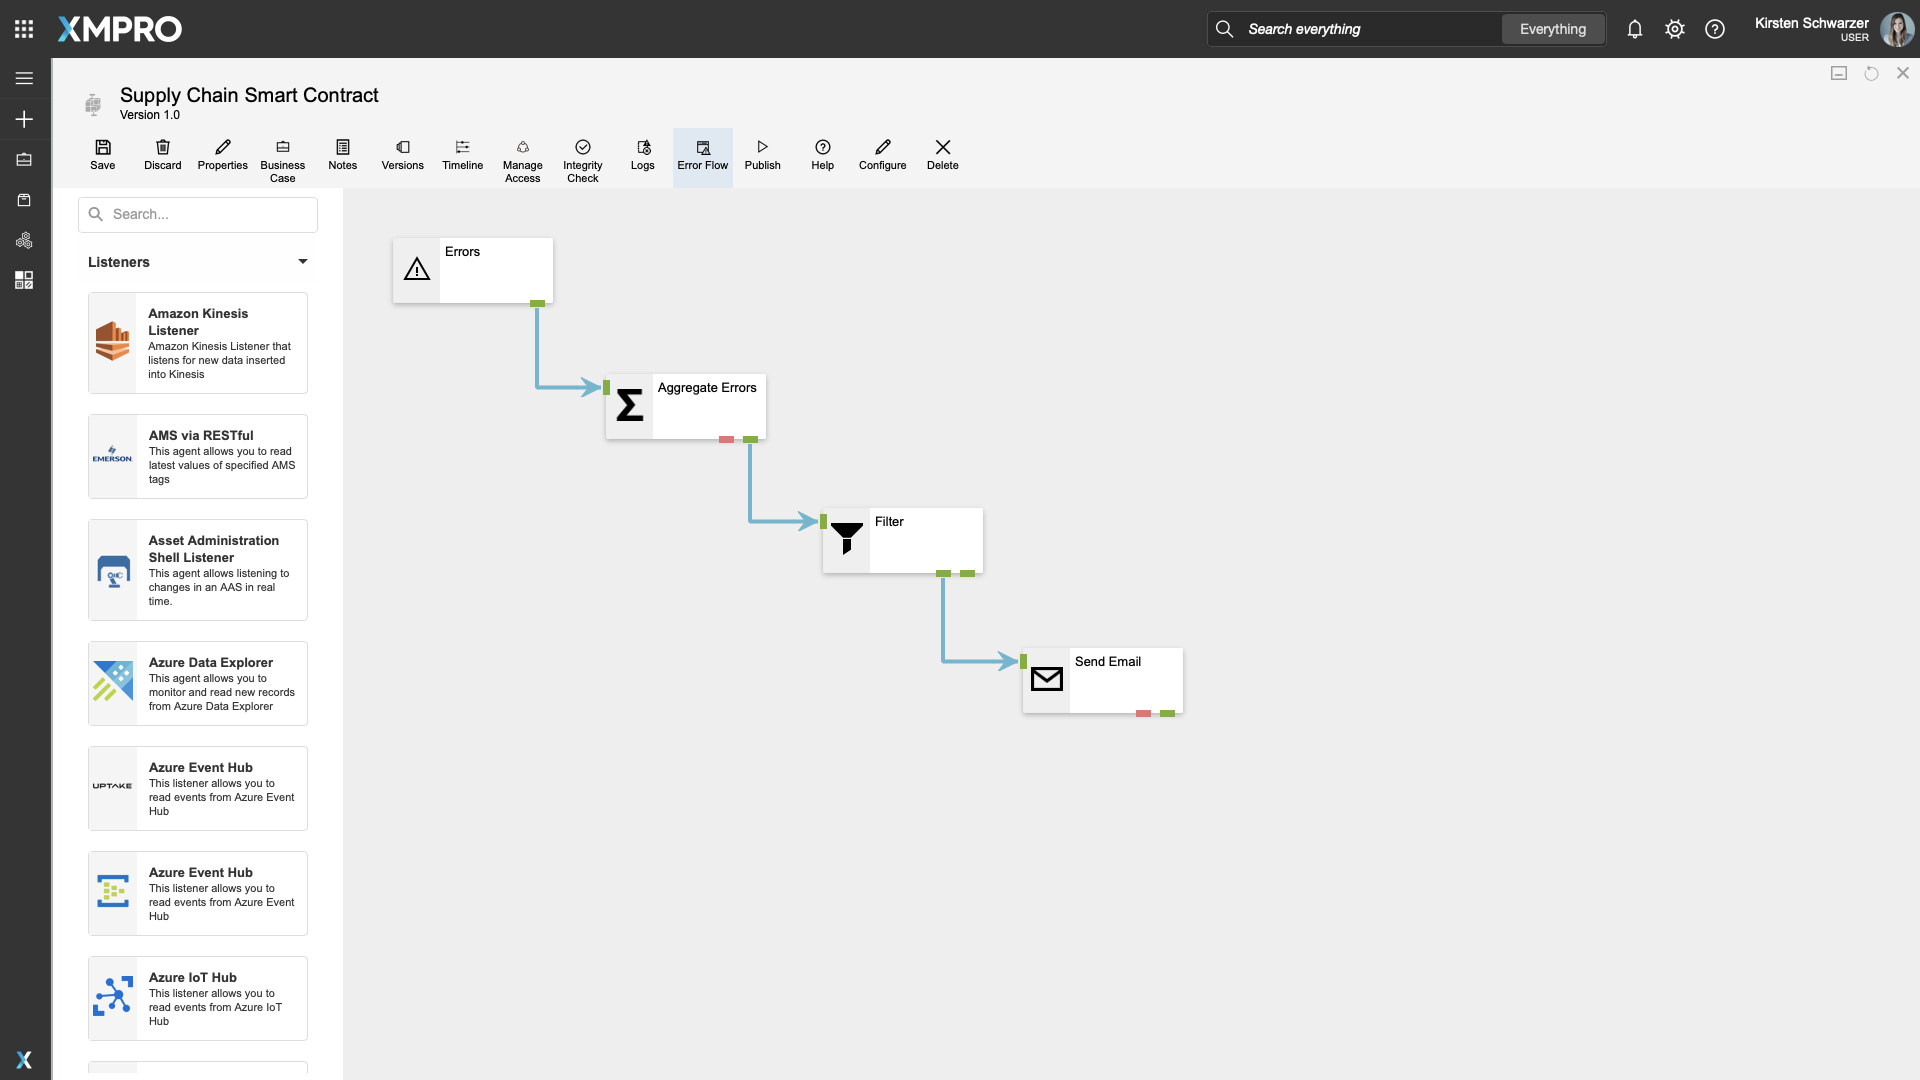 XMPRO
Search everything
Everything
Kirsten Schwarzer
USER
Supply Chain Smart Contract
Version 1.0
Save
Discard
Properties
Business
Case
Notes
Versions
Timeline
Manage
Access
Integrity
Check
Logs
Error Flow
Publish
Help
Configure
Delete
Search...
Listeners
Amazon Kinesis
Listener
Amazon Kinesis Listener that
listens for new data inserted
into Kinesis
EMERSON
AMS via RESTful
This agent allows you to read
latest values of specified AMS
tags
Asset Administration
Shell Listener
This agent allows listening to
changes in an AAS in real
time.
Azure Data Explorer
This agent allows you to
monitor and read new records
from Azure Data Explorer
UPTAKE
Azure Event Hub
This listener allows you to
read events from Azure Event
Hub
Azure Event Hub
This listener allows you to
read events from Azure Event
Hub
Azure IoT Hub
This listener allows you to
read events from Azure IoT
Hub
Errors
Aggregate Errors
Filter
Send Email